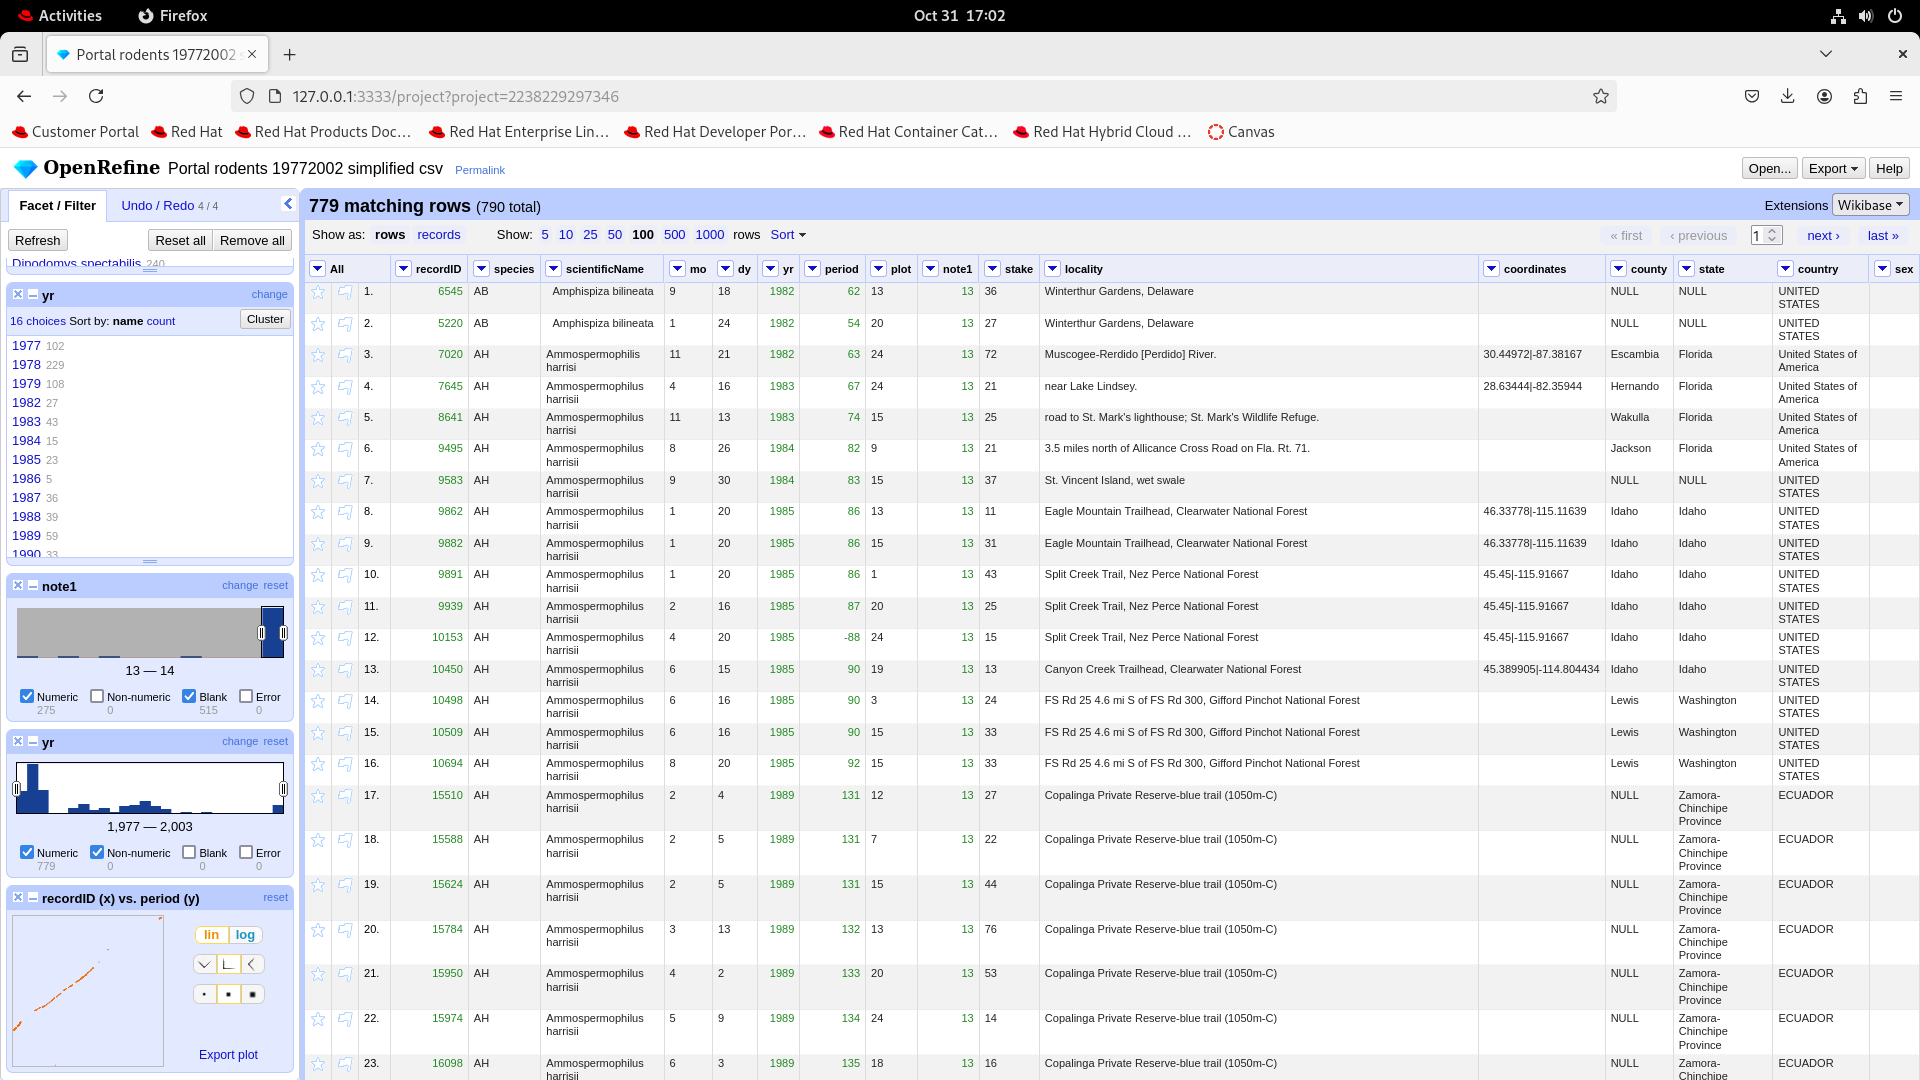 Activities Firefox Oct 31 17:02
Portal rodents 19772002 s
127.0.0.1:3333/project?project=2238229297346
Customer Portal Red Hat Red Hat Products Doc… Red Hat Enterprise Lin… Red Hat Developer Por… Red Hat Container Cat… Red Hat Hybrid Cloud … Canvas
OpenRefine Portal rodents 19772002 simplified csv Permalink Open... Export Help
Facet / Filter Undo / Redo 4 / 4
Refresh Reset all Remove all
Dipodomys spectabilis 240
yr change
16 choices Sort by: name count Cluster
1977 102
1978 229
1979 108
1982 27
1983 43
1984 15
1985 23
1986 5
1987 36
1988 39
1989 59
1990 33
note1 change reset
13 — 14
Numeric Non-numeric Blank Error
275 0 515 0
yr change reset
1,977 — 2,003
Numeric Non-numeric Blank Error
779 0 0 0
recordID (x) vs. period (y) reset
lin log
Export plot
779 matching rows (790 total) Extensions Wikibase
Show as: rows records Show: 5 10 25 50 100 500 1000 rows Sort « first ‹ previous 1 next › last »
All recordID species scientificName mo dy yr period plot note1 stake locality coordinates county state country sex
1. 6545 AB Amphispiza bilineata 9 18 1982 62 13 13 36 Winterthur Gardens, Delaware NULL NULL UNITED
STATES
2. 5220 AB Amphispiza bilineata 1 24 1982 54 20 13 27 Winterthur Gardens, Delaware NULL NULL UNITED
STATES
3. 7020 AH Ammospermophilis 11 21 1982 63 24 13 72 Muscogee-Rerdido [Perdido] River. 30.44972|-87.38167 Escambia Florida United States of
harrisi America
4. 7645 AH Ammospermophilus 4 16 1983 67 24 13 21 near Lake Lindsey. 28.63444|-82.35944 Hernando Florida United States of
harrisii America
5. 8641 AH Ammospermophilus 11 13 1983 74 15 13 25 road to St. Mark's lighthouse; St. Mark's Wildlife Refuge. Wakulla Florida United States of
harrisi America
6. 9495 AH Ammospermophilus 8 26 1984 82 9 13 21 3.5 miles north of Allicance Cross Road on Fla. Rt. 71. Jackson Florida United States of
harrisii America
7. 9583 AH Ammospermophilus 9 30 1984 83 15 13 37 St. Vincent Island, wet swale NULL NULL UNITED
harrisii STATES
8. 9862 AH Ammospermophilus 1 20 1985 86 13 13 11 Eagle Mountain Trailhead, Clearwater National Forest 46.33778|-115.11639 Idaho Idaho UNITED
harrisi STATES
9. 9882 AH Ammospermophilus 1 20 1985 86 15 13 31 Eagle Mountain Trailhead, Clearwater National Forest 46.33778|-115.11639 Idaho Idaho UNITED
harrisii STATES
10. 9891 AH Ammospermophilus 1 20 1985 86 1 13 43 Split Creek Trail, Nez Perce National Forest 45.45|-115.91667 Idaho Idaho UNITED
harrisii STATES
11. 9939 AH Ammospermophilus 2 16 1985 87 20 13 25 Split Creek Trail, Nez Perce National Forest 45.45|-115.91667 Idaho Idaho UNITED
harrisii STATES
12. 10153 AH Ammospermophilus 4 20 1985 -88 24 13 15 Split Creek Trail, Nez Perce National Forest 45.45|-115.91667 Idaho Idaho UNITED
harrisii STATES
13. 10450 AH Ammospermophilus 6 15 1985 90 19 13 13 Canyon Creek Trailhead, Clearwater National Forest 45.389905|-114.804434 Idaho Idaho UNITED
harrisii STATES
14. 10498 AH Ammospermophilus 6 16 1985 90 3 13 24 FS Rd 25 4.6 mi S of FS Rd 300, Gifford Pinchot National Forest Lewis Washington UNITED
harrisii STATES
15. 10509 AH Ammospermophilus 6 16 1985 90 15 13 33 FS Rd 25 4.6 mi S of FS Rd 300, Gifford Pinchot National Forest Lewis Washington UNITED
harrisii STATES
16. 10694 AH Ammospermophilus 8 20 1985 92 15 13 33 FS Rd 25 4.6 mi S of FS Rd 300, Gifford Pinchot National Forest Lewis Washington UNITED
harrisii STATES
17. 15510 AH Ammospermophilus 2 4 1989 131 12 13 27 Copalinga Private Reserve-blue trail (1050m-C) NULL Zamora- ECUADOR
harrisii Chinchipe
Province
18. 15588 AH Ammospermophilus 2 5 1989 131 7 13 22 Copalinga Private Reserve-blue trail (1050m-C) NULL Zamora- ECUADOR
harrisii Chinchipe
Province
19. 15624 AH Ammospermophilus 2 5 1989 131 15 13 44 Copalinga Private Reserve-blue trail (1050m-C) NULL Zamora- ECUADOR
harrisii Chinchipe
Province
20. 15784 AH Ammospermophilus 3 13 1989 132 13 13 76 Copalinga Private Reserve-blue trail (1050m-C) NULL Zamora- ECUADOR
harrisii Chinchipe
Province
21. 15950 AH Ammospermophilus 4 2 1989 133 20 13 53 Copalinga Private Reserve-blue trail (1050m-C) NULL Zamora- ECUADOR
harrisii Chinchipe
Province
22. 15974 AH Ammospermophilus 5 9 1989 134 24 13 14 Copalinga Private Reserve-blue trail (1050m-C) NULL Zamora- ECUADOR
harrisii Chinchipe
Province
23. 16098 AH Ammospermophilus 6 3 1989 135 18 13 16 Copalinga Private Reserve-blue trail (1050m-C) NULL Zamora- ECUADOR
harrisii Chinchipe